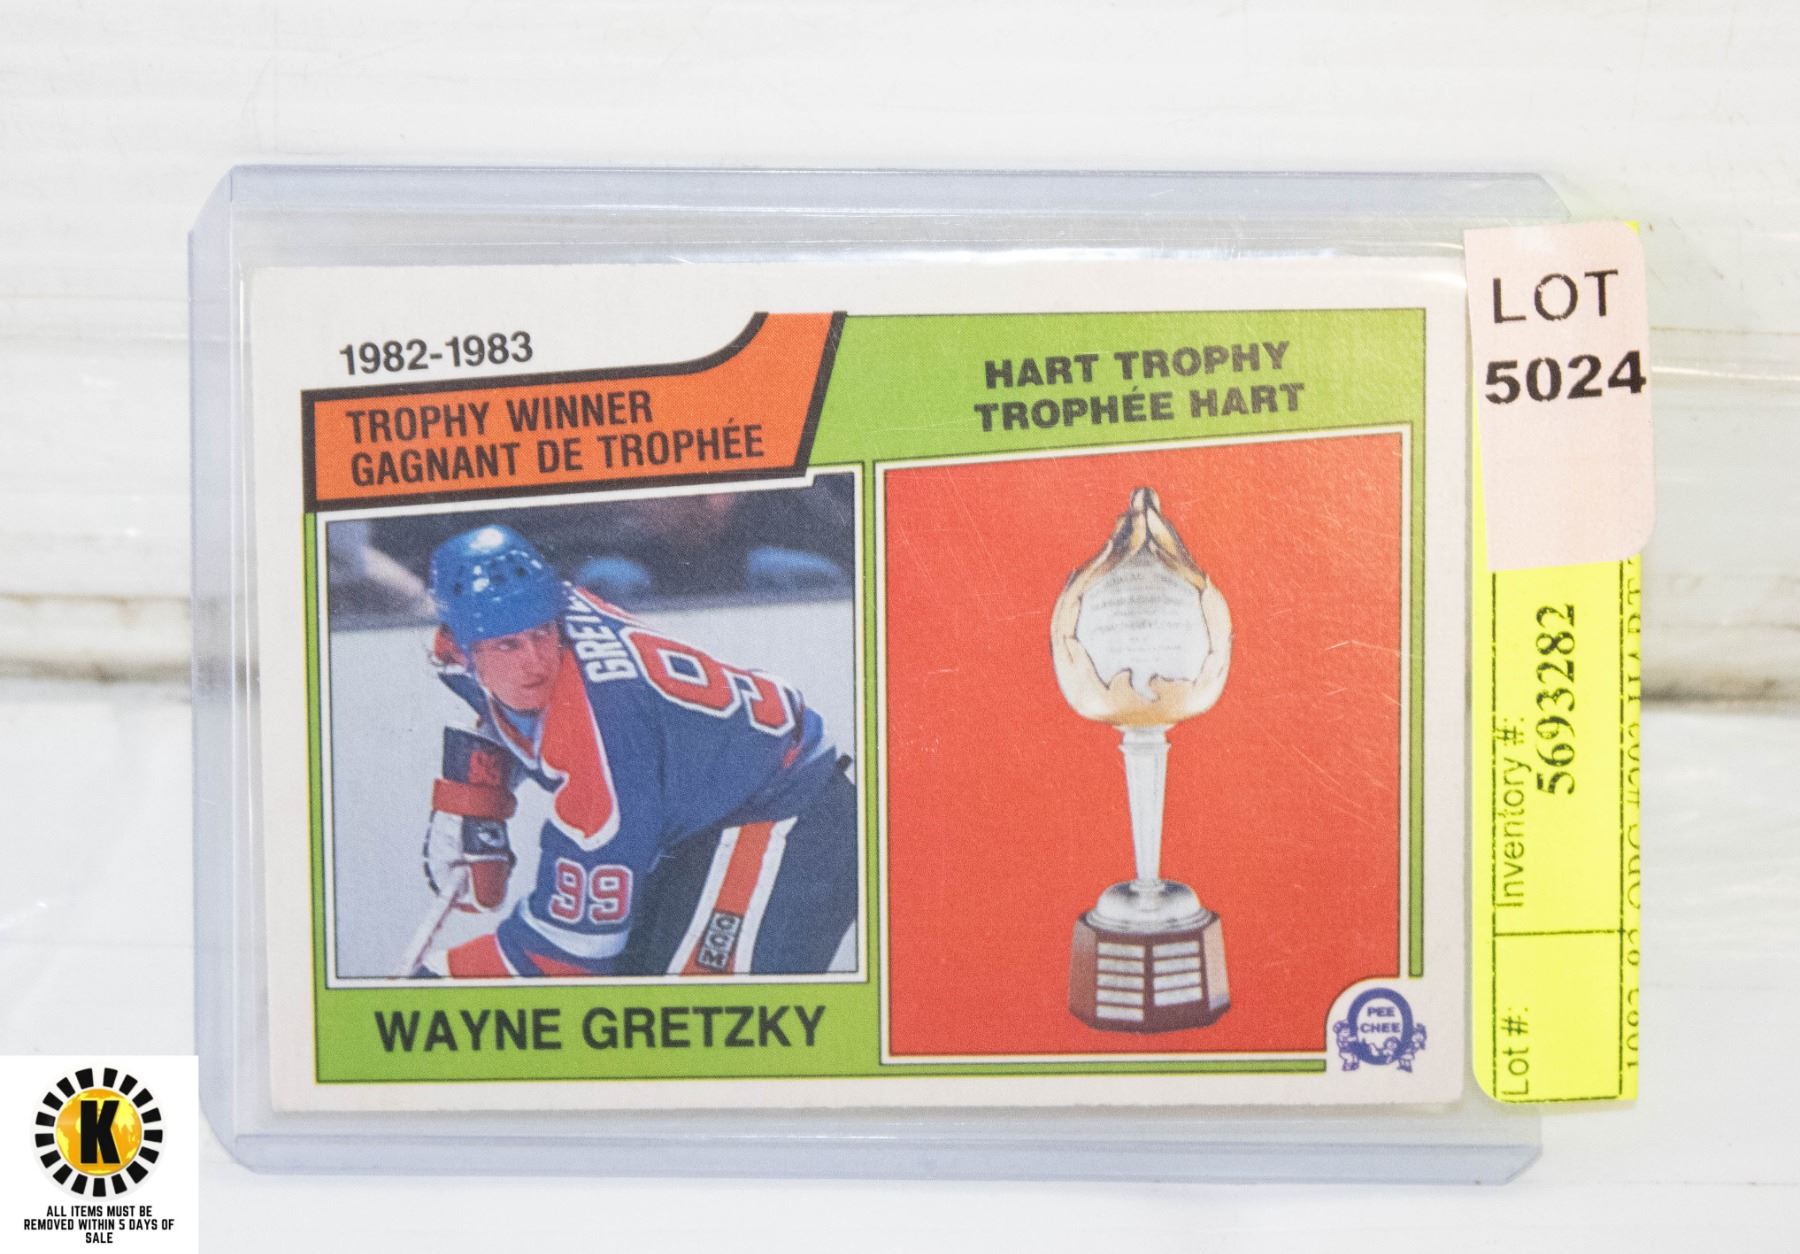 1982-1983
TROPHY WINNER
GAGNANT DE TROPHÉE
HART TROPHY
TROPHÉE HART
99
99
WAYNE GRETZKY
PEE
CHEE
LOT
5024
Inventory #:
5693282
Lot #:
K
ALL ITEMS MUST BE
REMOVED WITHIN 5 DAYS OF
SALE